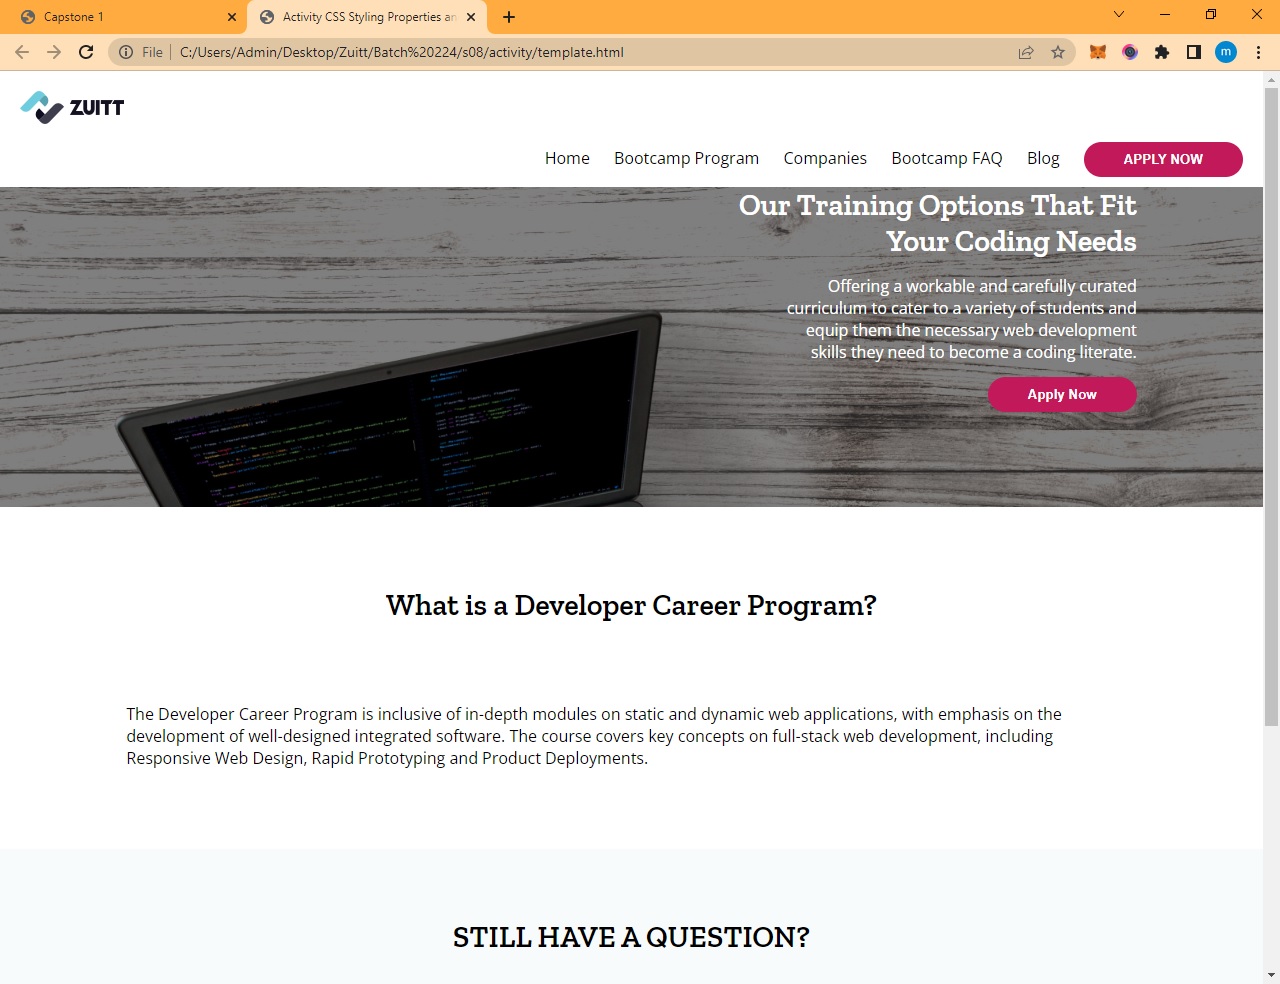 Capstone 1
Activity CSS Styling Properties an
File
C:/Users/Admin/Desktop/Zuitt/Batch%20224/s08/activity/template.html
m
ZUITT
Home Bootcamp Program Companies Bootcamp FAQ Blog APPLY NOW
Our Training Options That Fit
Your Coding Needs
Offering a workable and carefully curated
curriculum to cater to a variety of students and
equip them the necessary web development
skills they need to become a coding literate.
Apply Now
What is a Developer Career Program?
The Developer Career Program is inclusive of in-depth modules on static and dynamic web applications, with emphasis on the
development of well-designed integrated software. The course covers key concepts on full-stack web development, including
Responsive Web Design, Rapid Prototyping and Product Deployments.
STILL HAVE A QUESTION?